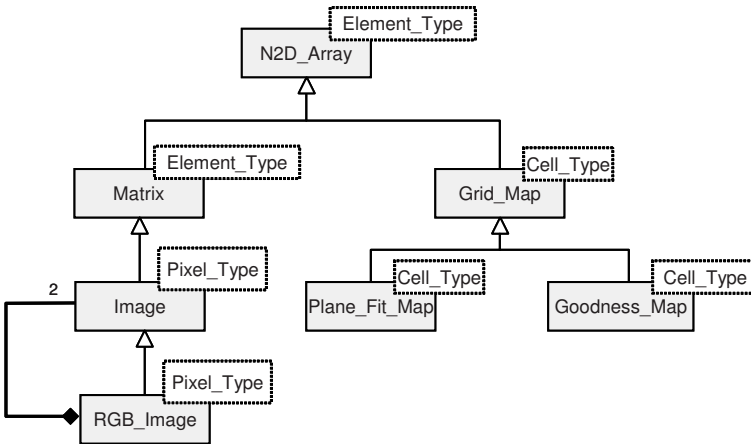 Element_Type
N2D_Array
Element_Type
Matrix
Cell_Type
Grid_Map
Pixel_Type
2
Image
Cell_Type
Plane_Fit_Map
Cell_Type
Goodness_Map
Pixel_Type
RGB_Image